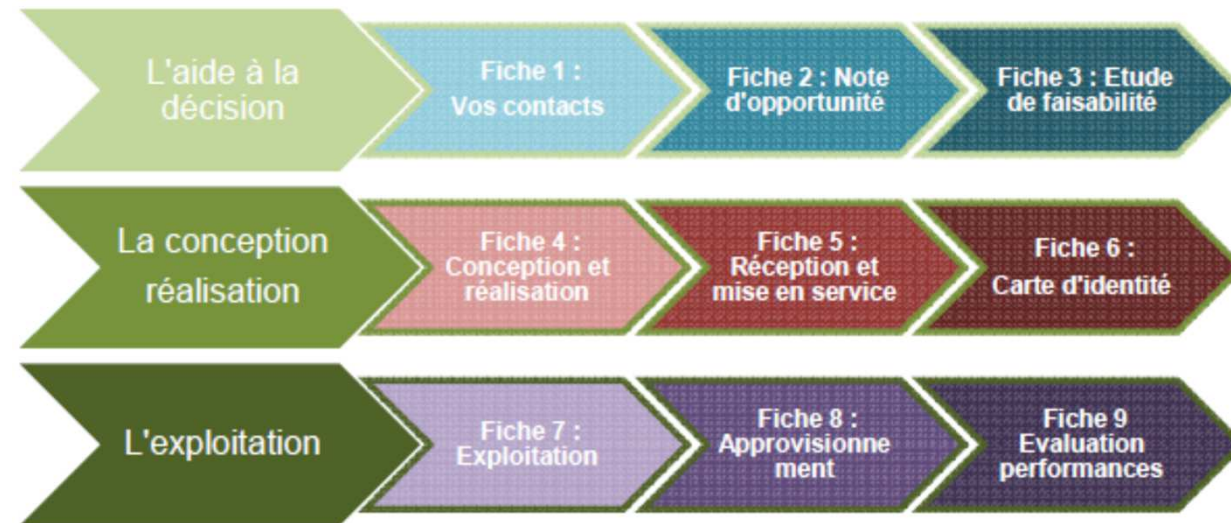 L'aide à la
décision
Fiche 1 :
Vos contacts
Fiche 2 : Note
d'opportunité
Fiche 3 : Etude
de faisabilité
La conception
réalisation
Fiche 4 :
Conception et
réalisation
Fiche 5 :
Réception et
mise en service
Fiche 6 :
Carte d'identité
L'exploitation
Fiche 7 :
Exploitation
Fiche 8 :
Approvisionne
ment
Fiche 9
Evaluation
performances